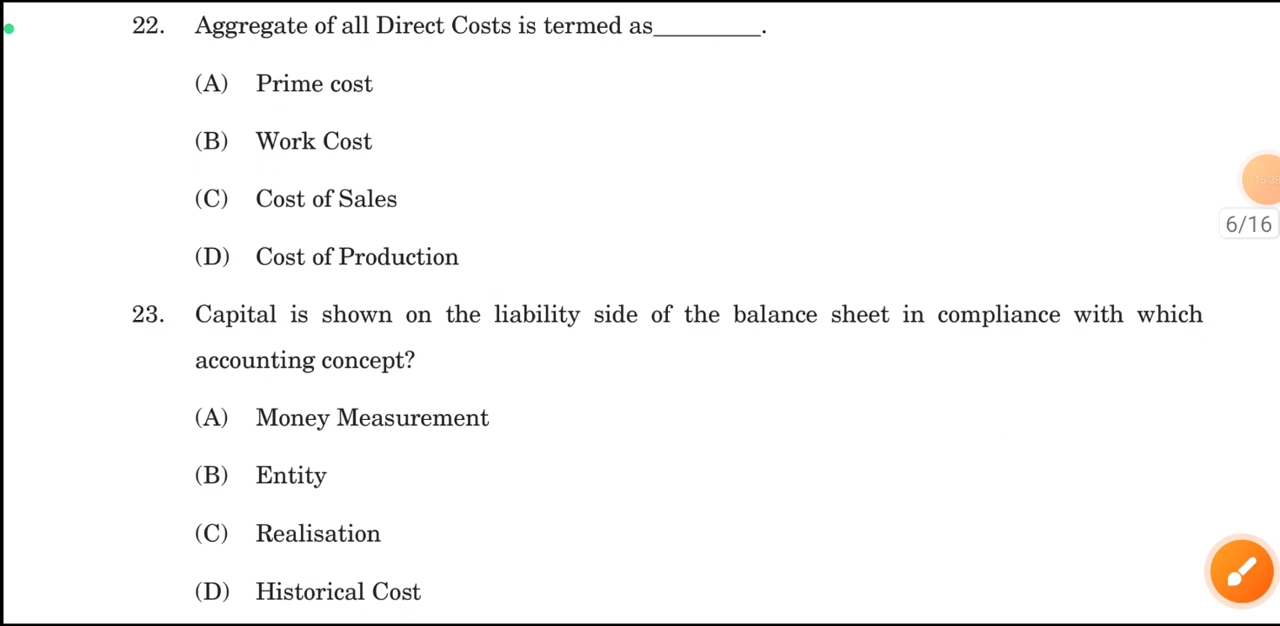 22. Aggregate of all Direct Costs is termed as_________.
(A) Prime cost
(B) Work Cost
(C) Cost of Sales
(D) Cost of Production
6/16
23. Capital is shown on the liability side of the balance sheet in compliance with which
accounting concept?
(A) Money Measurement
(B) Entity
(C) Realisation
(D) Historical Cost